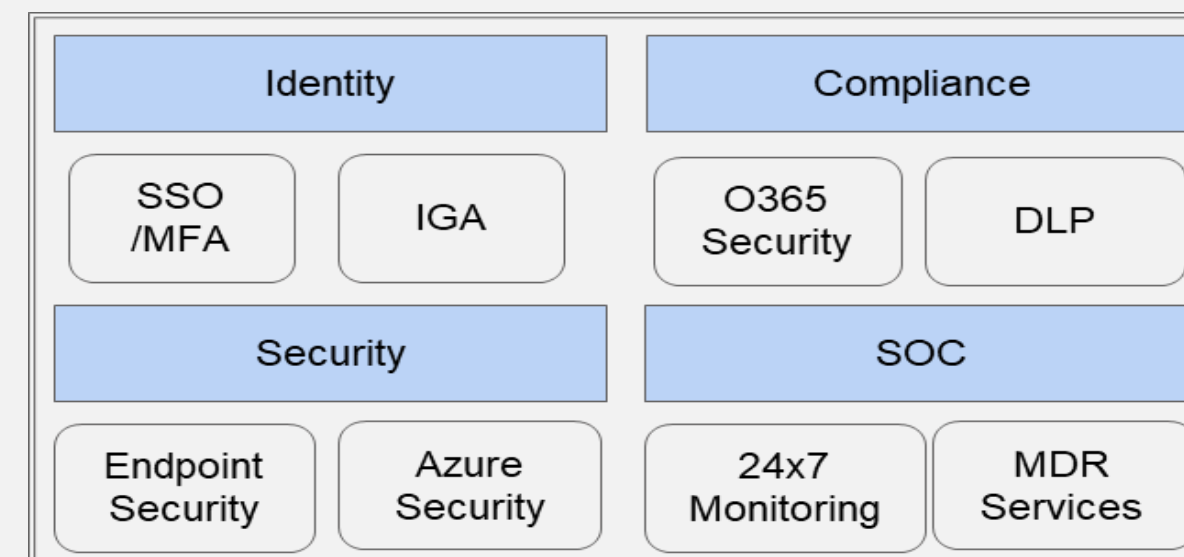 Identity
Compliance
SSO
/MFA
IGA
O365
Security
DLP
Security
SOC
Endpoint
Security
Azure
Security
24x7
Monitoring
MDR
Services